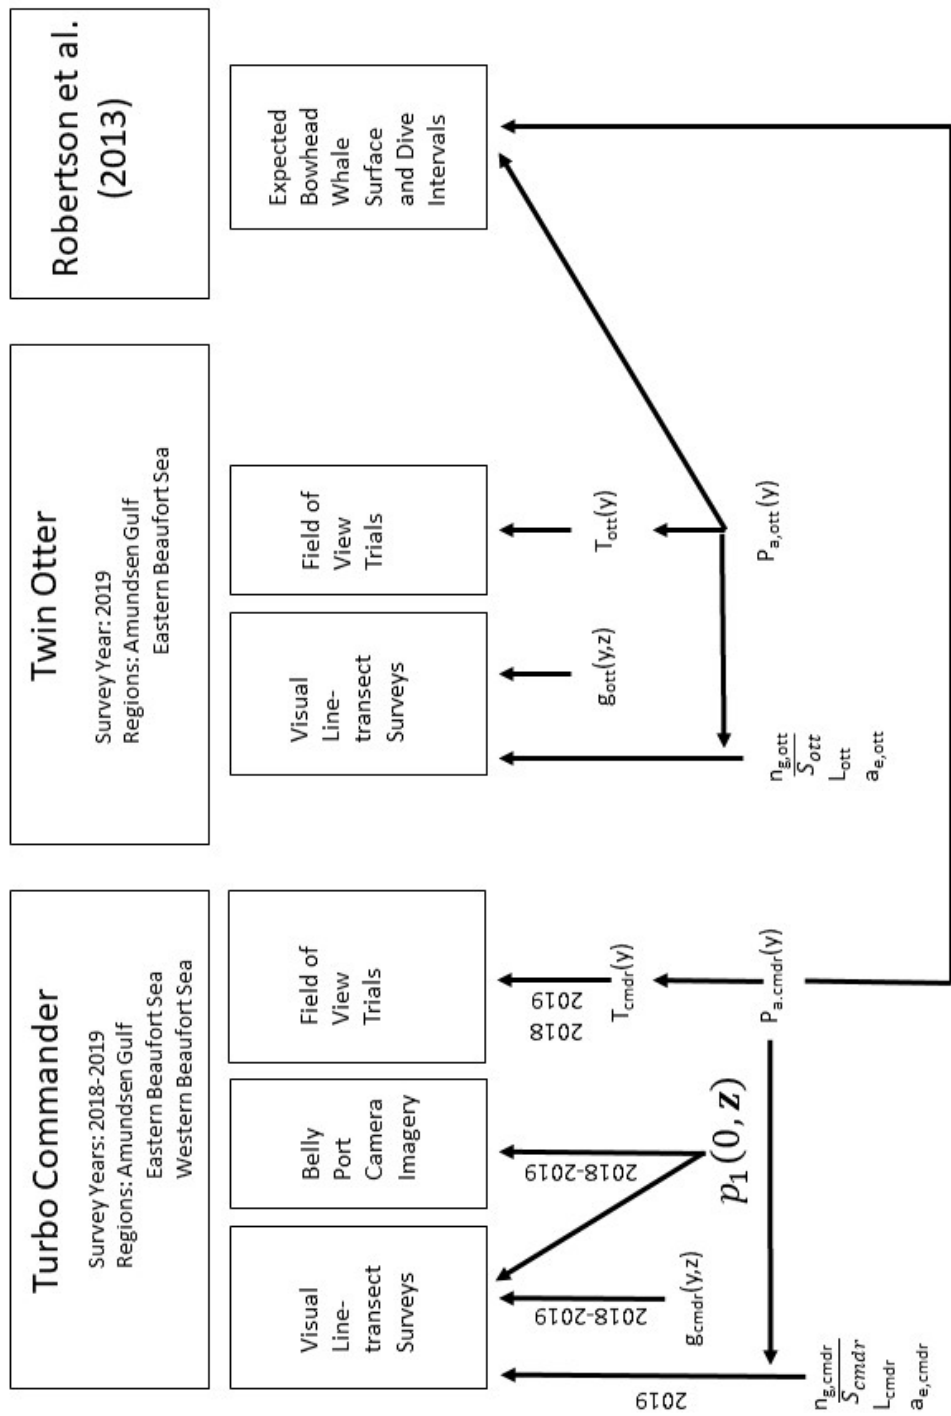 Turbo Commander
Survey Years: 2018-2019
Regions: Amundsen Gulf
Eastern Beaufort Sea
Western Beaufort Sea
Twin Otter
Survey Year: 2019
Regions: Amundsen Gulf
Eastern Beaufort Sea
Robertson et al.
(2013)
Visual
Line-
transect
Surveys
Belly
Port
Camera
Imagery
Field of
View
Trials
Visual
Line-
transect
Surveys
Field of
View
Trials
Expected
Bowhead
Whale
Surface
and Dive
Intervals
2019
2018-2019
2018-2019
2018
2019
g_cmdr(y,z)
p₁(0, z)
T_cmdr(y)
P_a.cmdr(y)
n_g,cmdr
S̅_cmdr
L_cmdr
a_e,cmdr
g_ott(y,z)
T_ott(y)
P_a,ott(y)
n_g,ott
S̅_ott
L_ott
a_e,ott